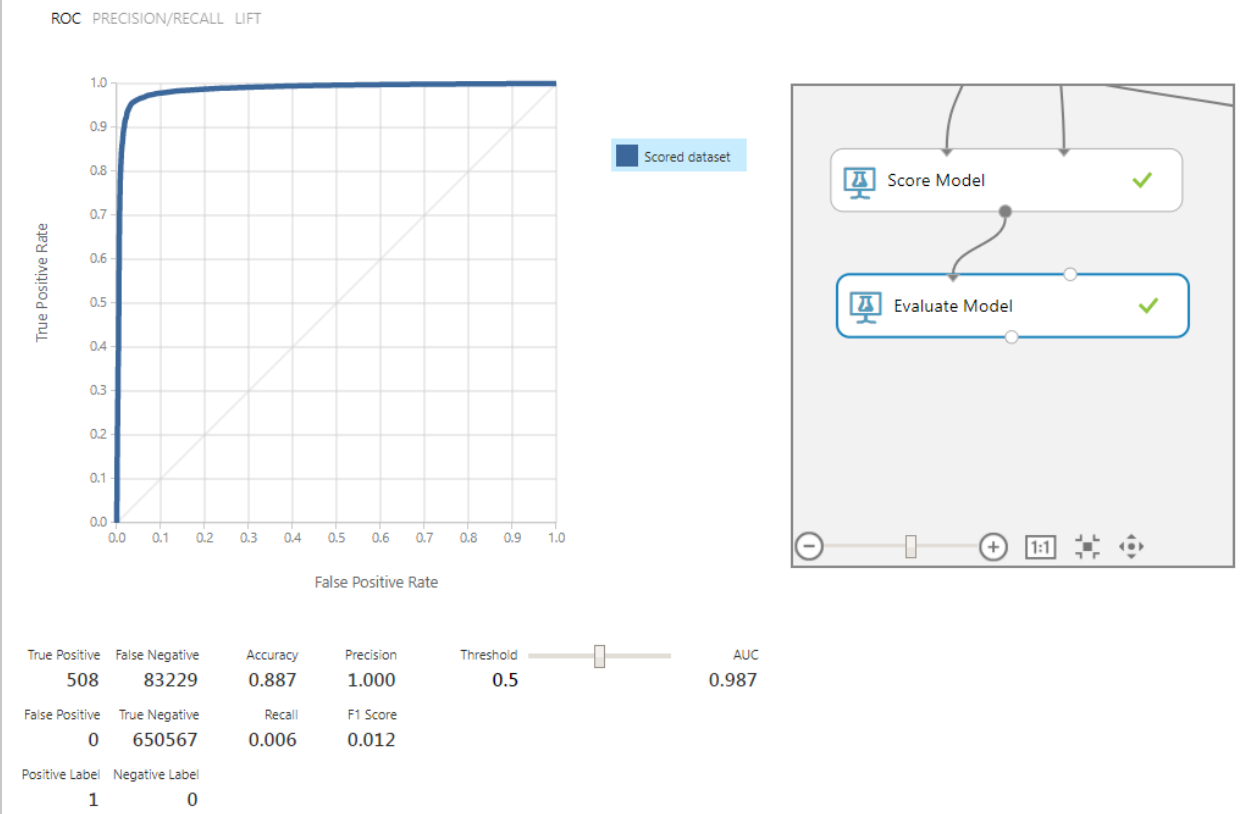 ROC PRECISION/RECALL LIFT
1.0
0.9
0.8
0.7
0.6
0.5
0.4
0.3
0.2
0.1
0.0
True Positive Rate
0.0 0.1 0.2 0.3 0.4 0.5 0.6 0.7 0.8 0.9 1.0
False Positive Rate
Scored dataset
Score Model
Evaluate Model
1:1
True Positive False Negative Accuracy Precision Threshold AUC
508 83229 0.887 1.000 0.5 0.987
False Positive True Negative Recall F1 Score
0 650567 0.006 0.012
Positive Label Negative Label
1 0